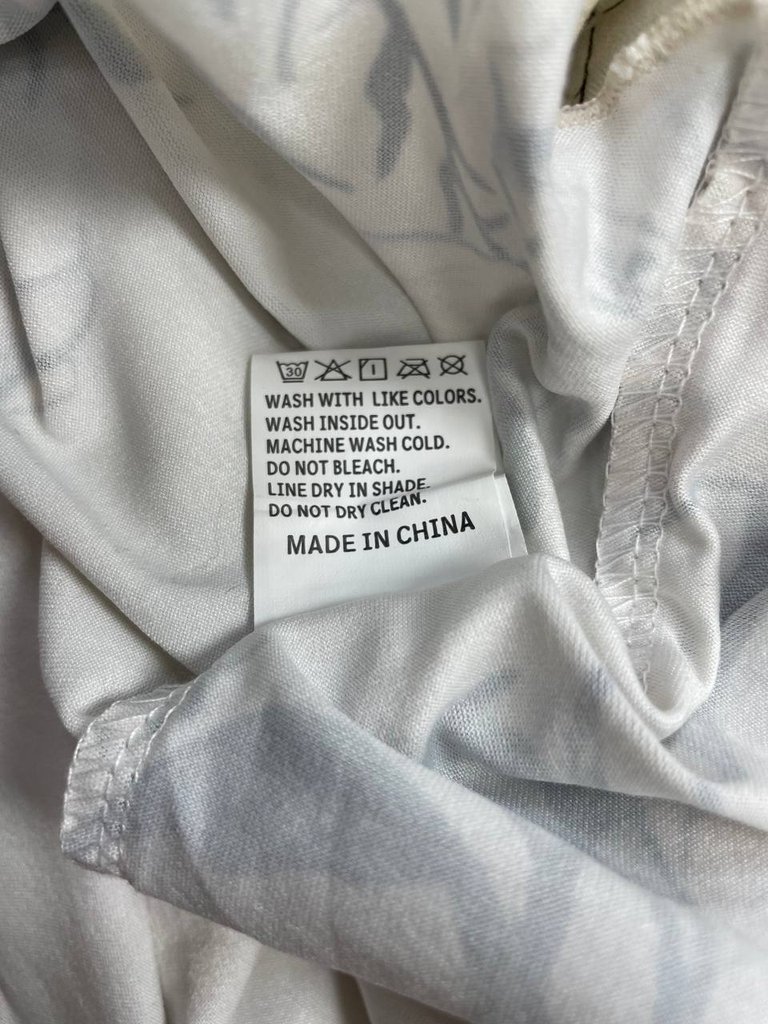 30
WASH WITH LIKE COLORS.
WASH INSIDE OUT.
MACHINE WASH COLD.
DO NOT BLEACH.
LINE DRY IN SHADE.
DO NOT DRY CLEAN.
MADE IN CHINA